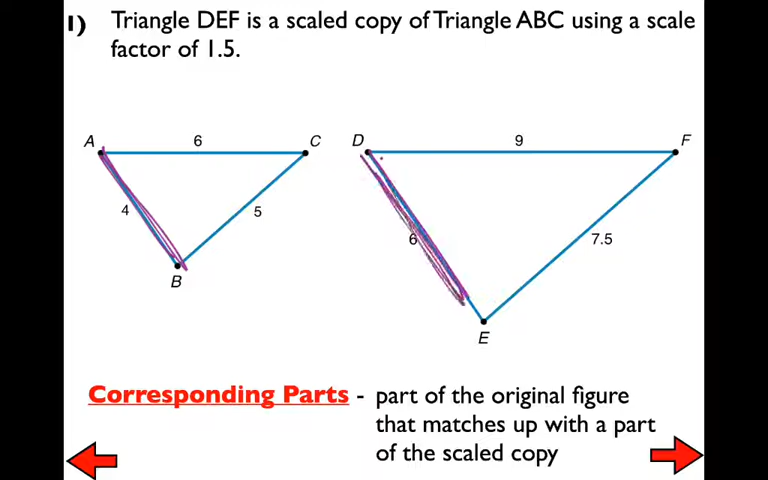 1) Triangle DEF is a scaled copy of Triangle ABC using a scale
factor of 1.5.
A 6 C D 9 F
4 5 6 7.5
B
E
Corresponding Parts - part of the original figure
that matches up with a part
of the scaled copy